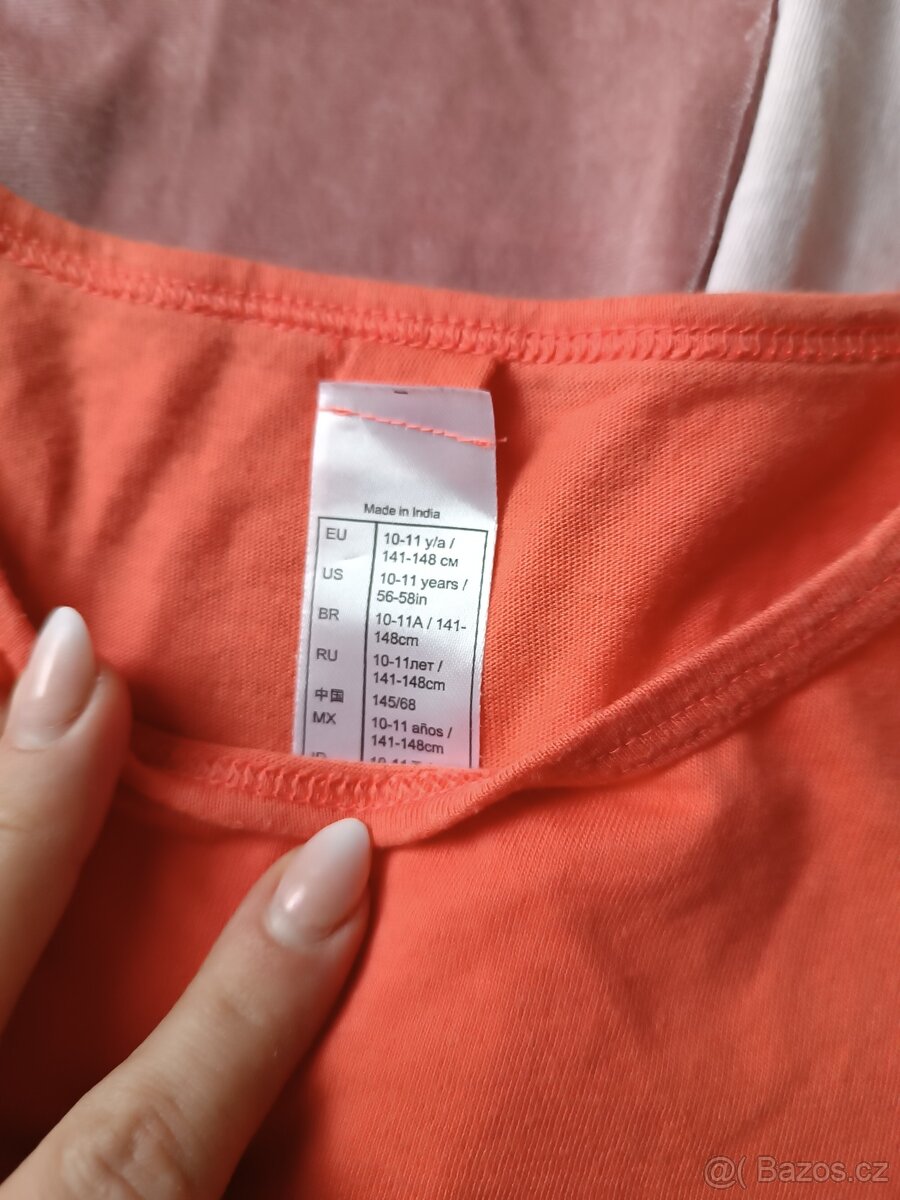 Made in India
EU 10-11 y/a /
141-148 см
US 10-11 years /
56-58in
BR 10-11A / 141-
148cm
RU 10-11лет /
141-148cm
中国 145/68
MX 10-11 años /
141-148cm
@( Bazos.cz